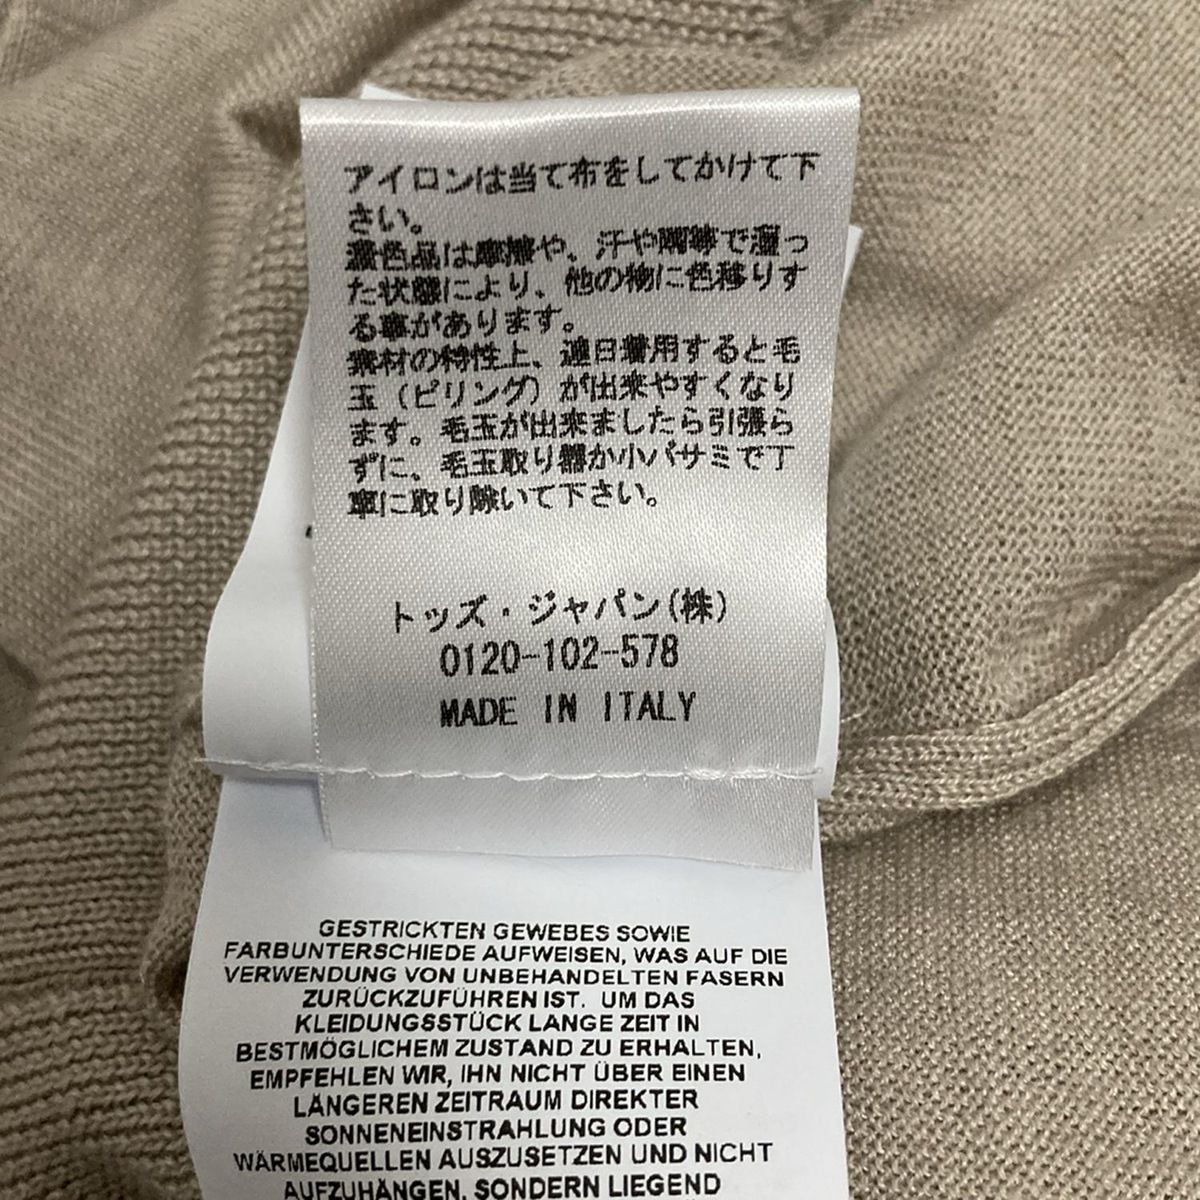 アイロンは当て布をしてかけて下
さい。
濃色品は摩擦や、汗や雨等で湿っ
た状態により、他の物に色移りす
る事があります。
素材の特性上、連日着用すると毛
玉（ピリング）が出来やすくなり
ます。毛玉が出来ましたら引張ら
ずに、毛玉取り器か小バサミで丁
寧に取り除いて下さい。
トッズ・ジャパン(株)
0120-102-578
MADE IN ITALY
GESTRICKTEN GEWEBES SOWIE
FARBUNTERSCHIEDE AUFWEISEN, WAS AUF DIE
VERWENDUNG VON UNBEHANDELTEN FASERN
ZURÜCKZUFÜHREN IST. UM DAS
KLEIDUNGSSTÜCK LANGE ZEIT IN
BESTMÖGLICHEM ZUSTAND ZU ERHALTEN,
EMPFEHLEN WIR, IHN NICHT ÜBER EINEN
LÄNGEREN ZEITRAUM DIREKTER
SONNENEINSTRAHLUNG ODER
WÄRMEQUELLEN AUSZUSETZEN UND NICHT
AUFZUHÄNGEN, SONDERN LIEGEND